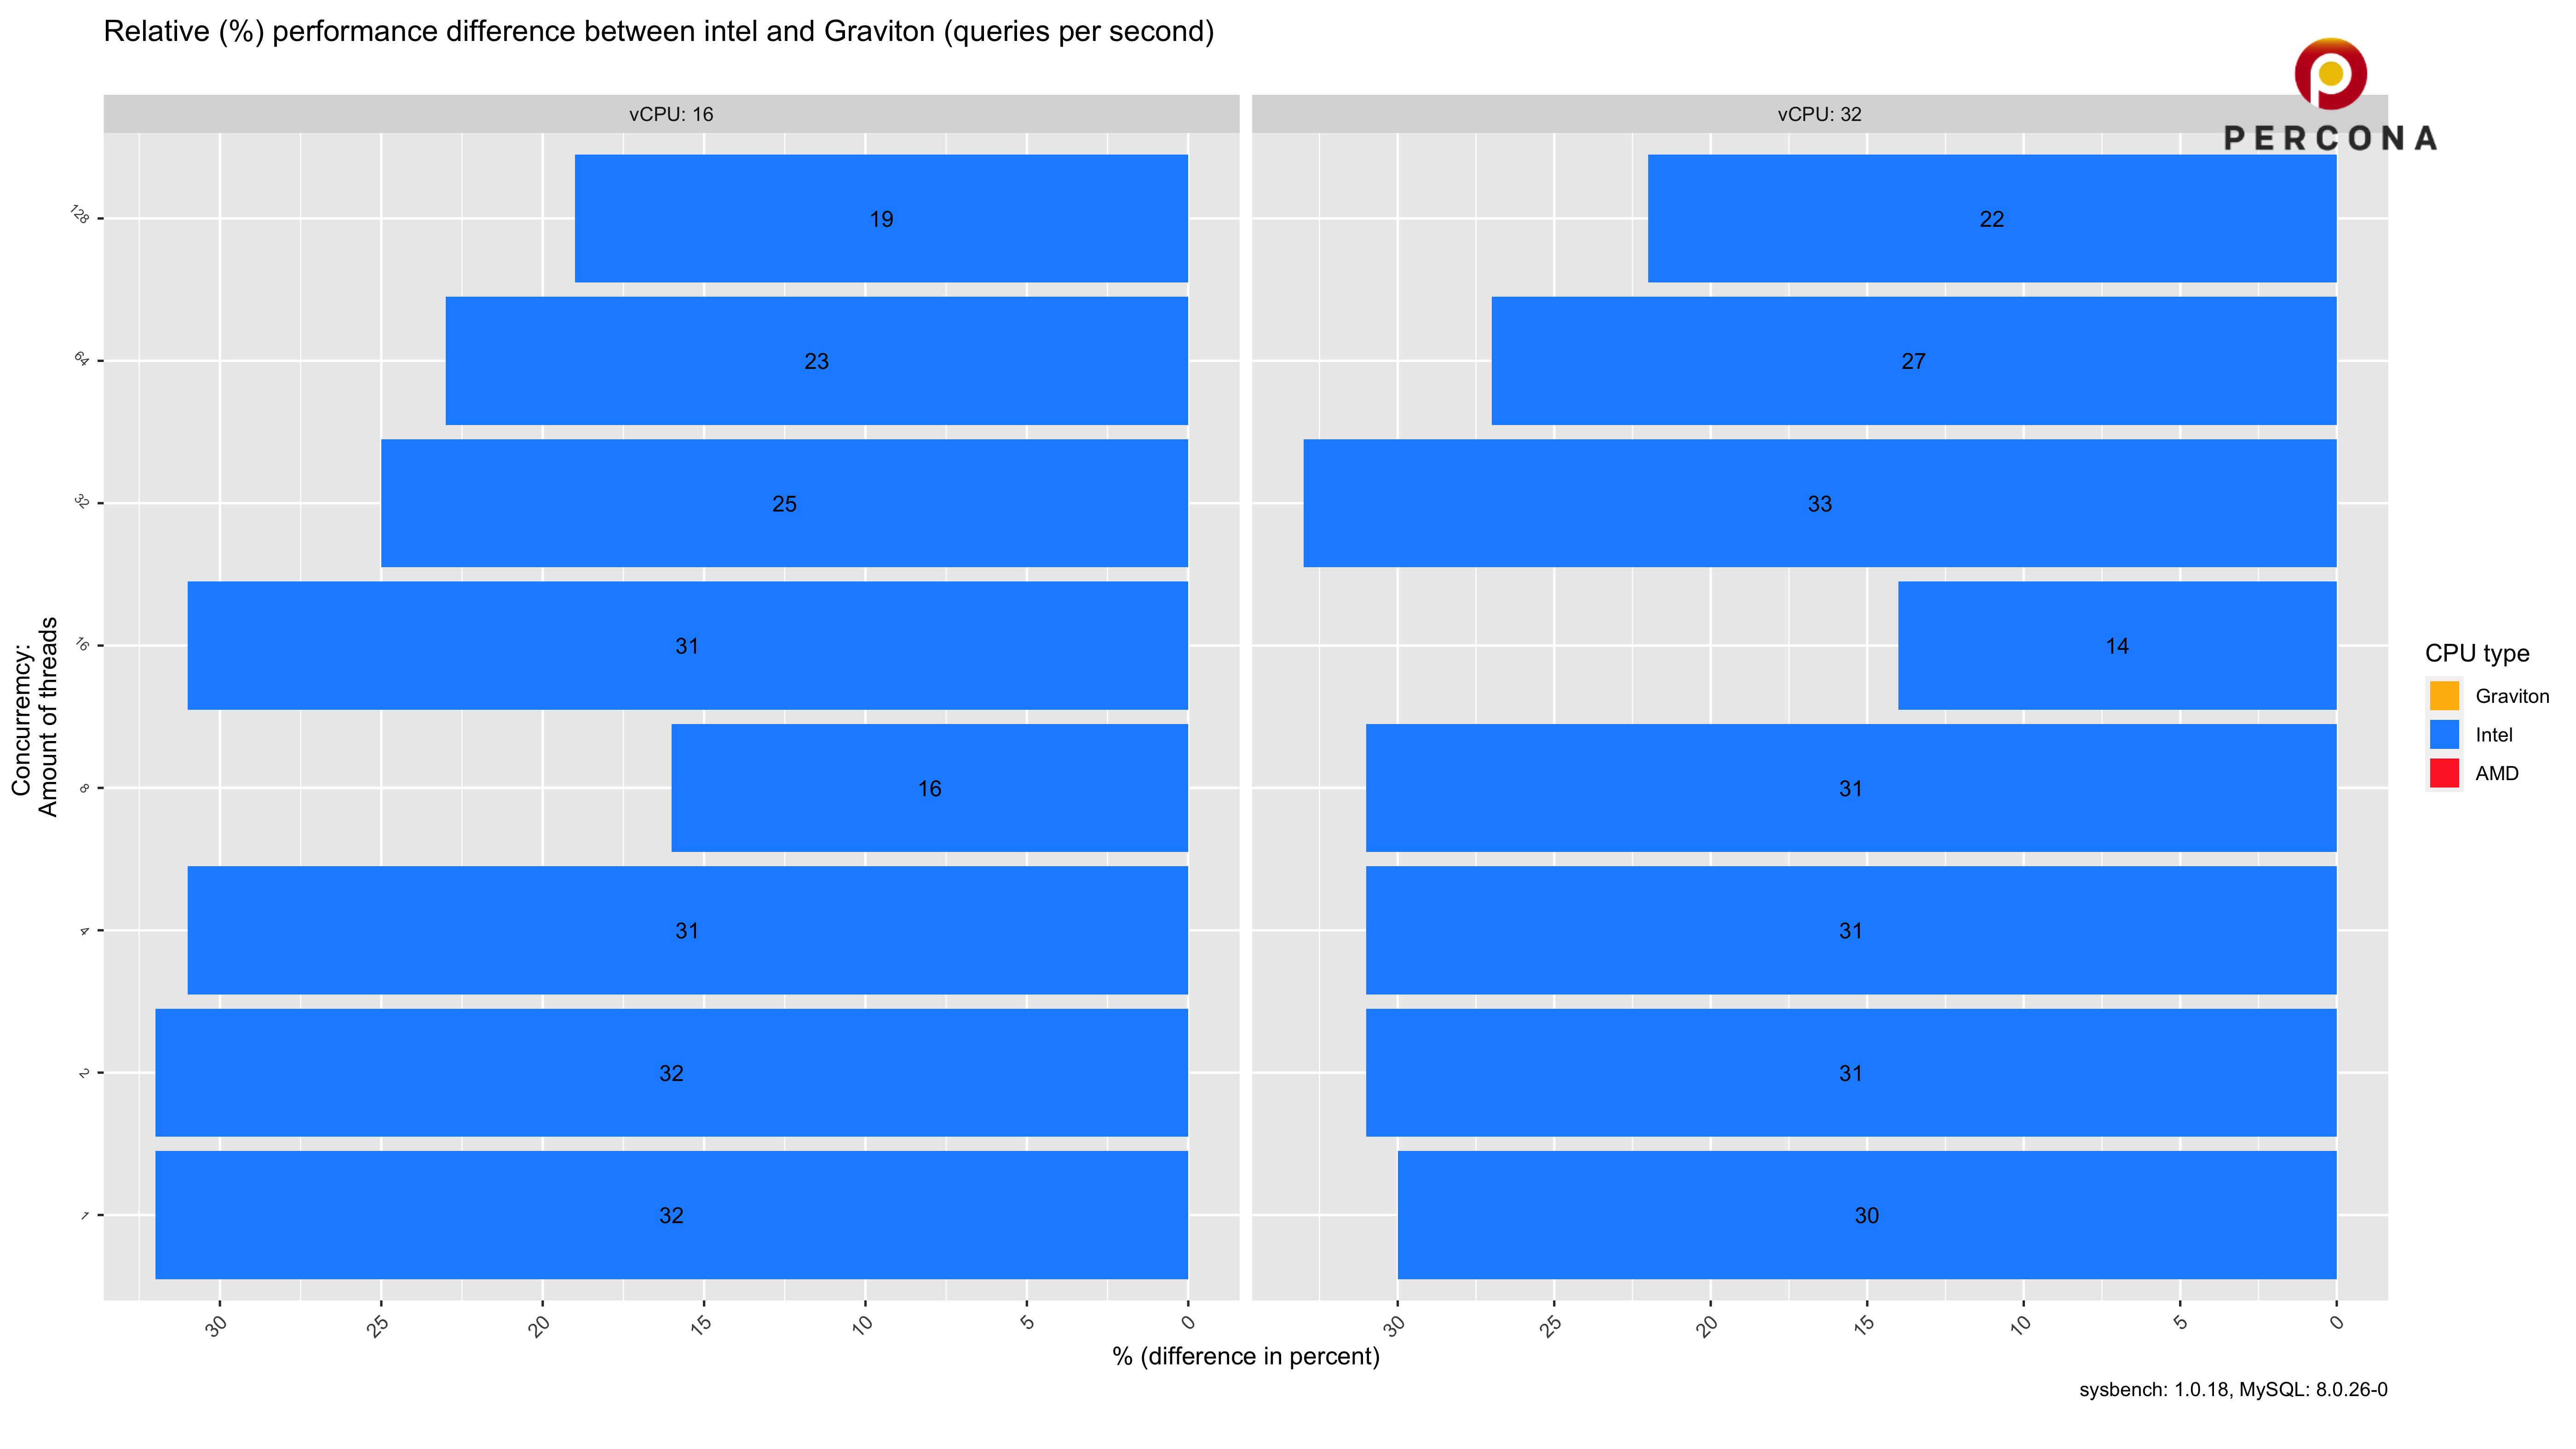 Relative (%) performance difference between intel and Graviton (queries per second)
PERCONA
vCPU: 16
vCPU: 32
Concurremcy:
Amount of threads
128
19
22
64
23
27
32
25
33
16
31
14
8
16
31
4
31
31
2
32
31
1
32
30
30 25 20 15 10 5 0
30 25 20 15 10 5 0
% (difference in percent)
CPU type
Graviton
Intel
AMD
sysbench: 1.0.18, MySQL: 8.0.26-0